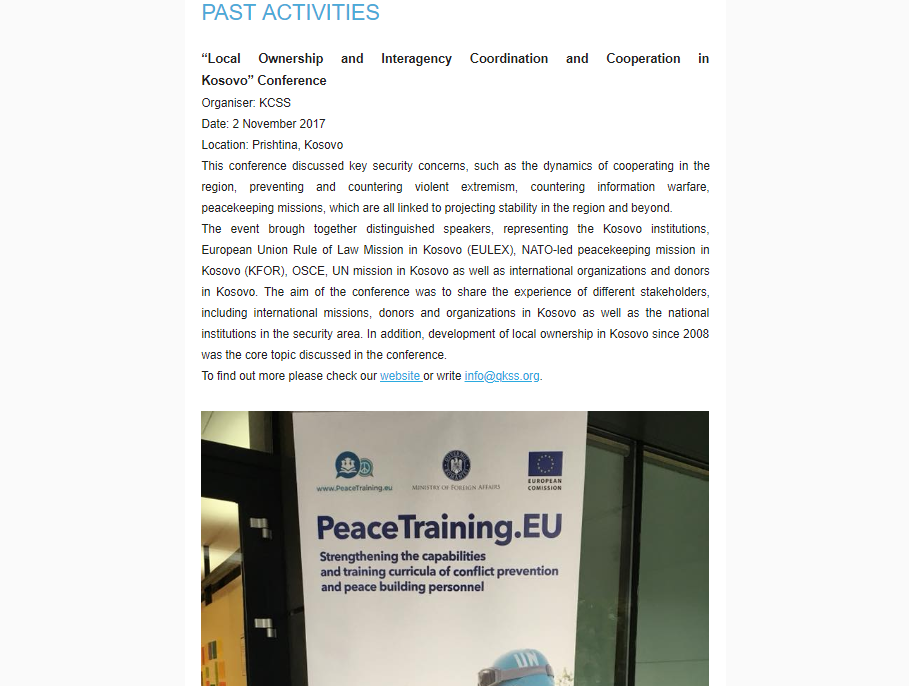 PAST ACTIVITIES
“Local Ownership and Interagency Coordination and Cooperation in
Kosovo” Conference
Organiser: KCSS
Date: 2 November 2017
Location: Prishtina, Kosovo
This conference discussed key security concerns, such as the dynamics of cooperating in the
region, preventing and countering violent extremism, countering information warfare,
peacekeeping missions, which are all linked to projecting stability in the region and beyond.
The event brough together distinguished speakers, representing the Kosovo institutions,
European Union Rule of Law Mission in Kosovo (EULEX), NATO-led peacekeeping mission in
Kosovo (KFOR), OSCE, UN mission in Kosovo as well as international organizations and donors
in Kosovo. The aim of the conference was to share the experience of different stakeholders,
including international missions, donors and organizations in Kosovo as well as the national
institutions in the security area. In addition, development of local ownership in Kosovo since 2008
was the core topic discussed in the conference.
To find out more please check our website or write info@qkss.org.
www.PeaceTraining.eu
MINISTRY OF FOREIGN AFFAIRS
EUROPEAN
COMISSION
PeaceTraining.EU
Strengthening the capabilities
and training curricula of conflict prevention
and peace building personnel
UN